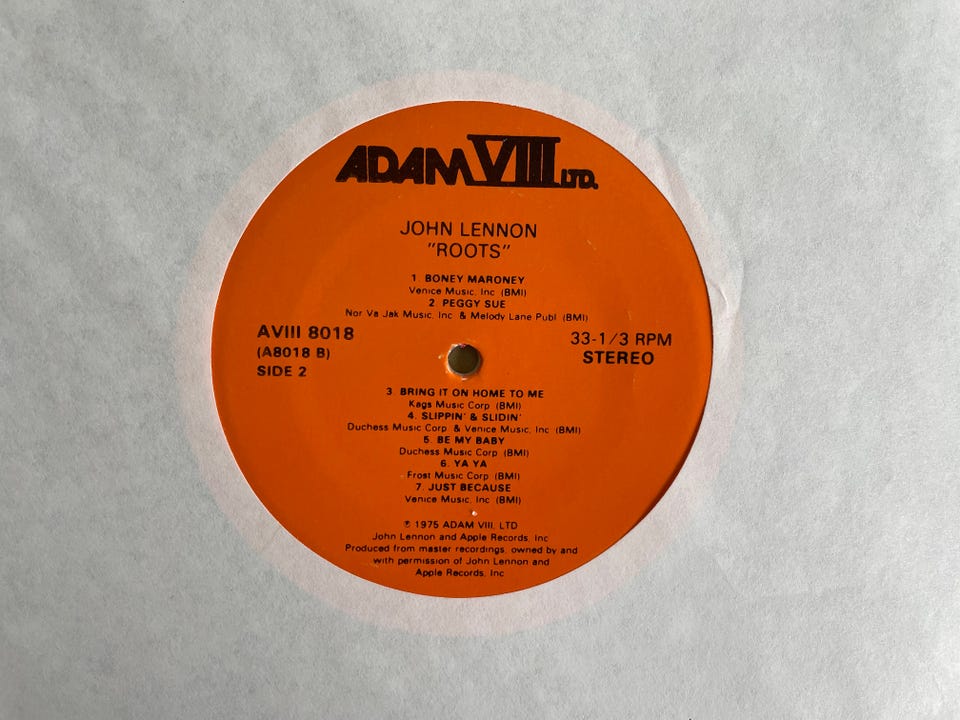 ADAM VIII LTD.
JOHN LENNON
"ROOTS"
1 BONEY MARONEY
Venice Music, Inc (BMI)
2 PEGGY SUE
Nor Va Jak Music, Inc & Melody Lane Publ (BMI)
AVIII 8018
(A8018 B)
SIDE 2
33-1/3 RPM
STEREO
3 BRING IT ON HOME TO ME
Kags Music Corp (BMI)
4. SLIPPIN' & SLIDIN'
Duchess Music Corp & Venice Music, Inc (BMI)
5 BE MY BABY
Duchess Music Corp (BMI)
6 YA YA
Frost Music Corp (BMI)
7. JUST BECAUSE
Venice Music, Inc (BMI)
℗ 1975 ADAM VIII, LTD
John Lennon and Apple Records, Inc
Produced from master recordings, owned by and
with permission of John Lennon and
Apple Records, Inc